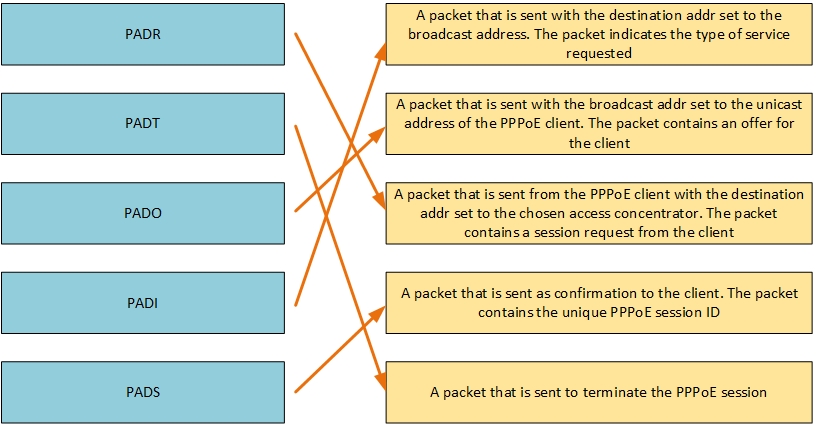 PADR
A packet that is sent with the destination addr set to the
broadcast address. The packet indicates the type of service
requested
PADT
A packet that is sent with the broadcast addr set to the unicast
address of the PPPoE client. The packet contains an offer for
the client
PADO
A packet that is sent from the PPPoE client with the destination
addr set to the chosen access concentrator. The packet
contains a session request from the client
PADI
A packet that is sent as confirmation to the client. The packet
contains the unique PPPoE session ID
PADS
A packet that is sent to terminate the PPPoE session